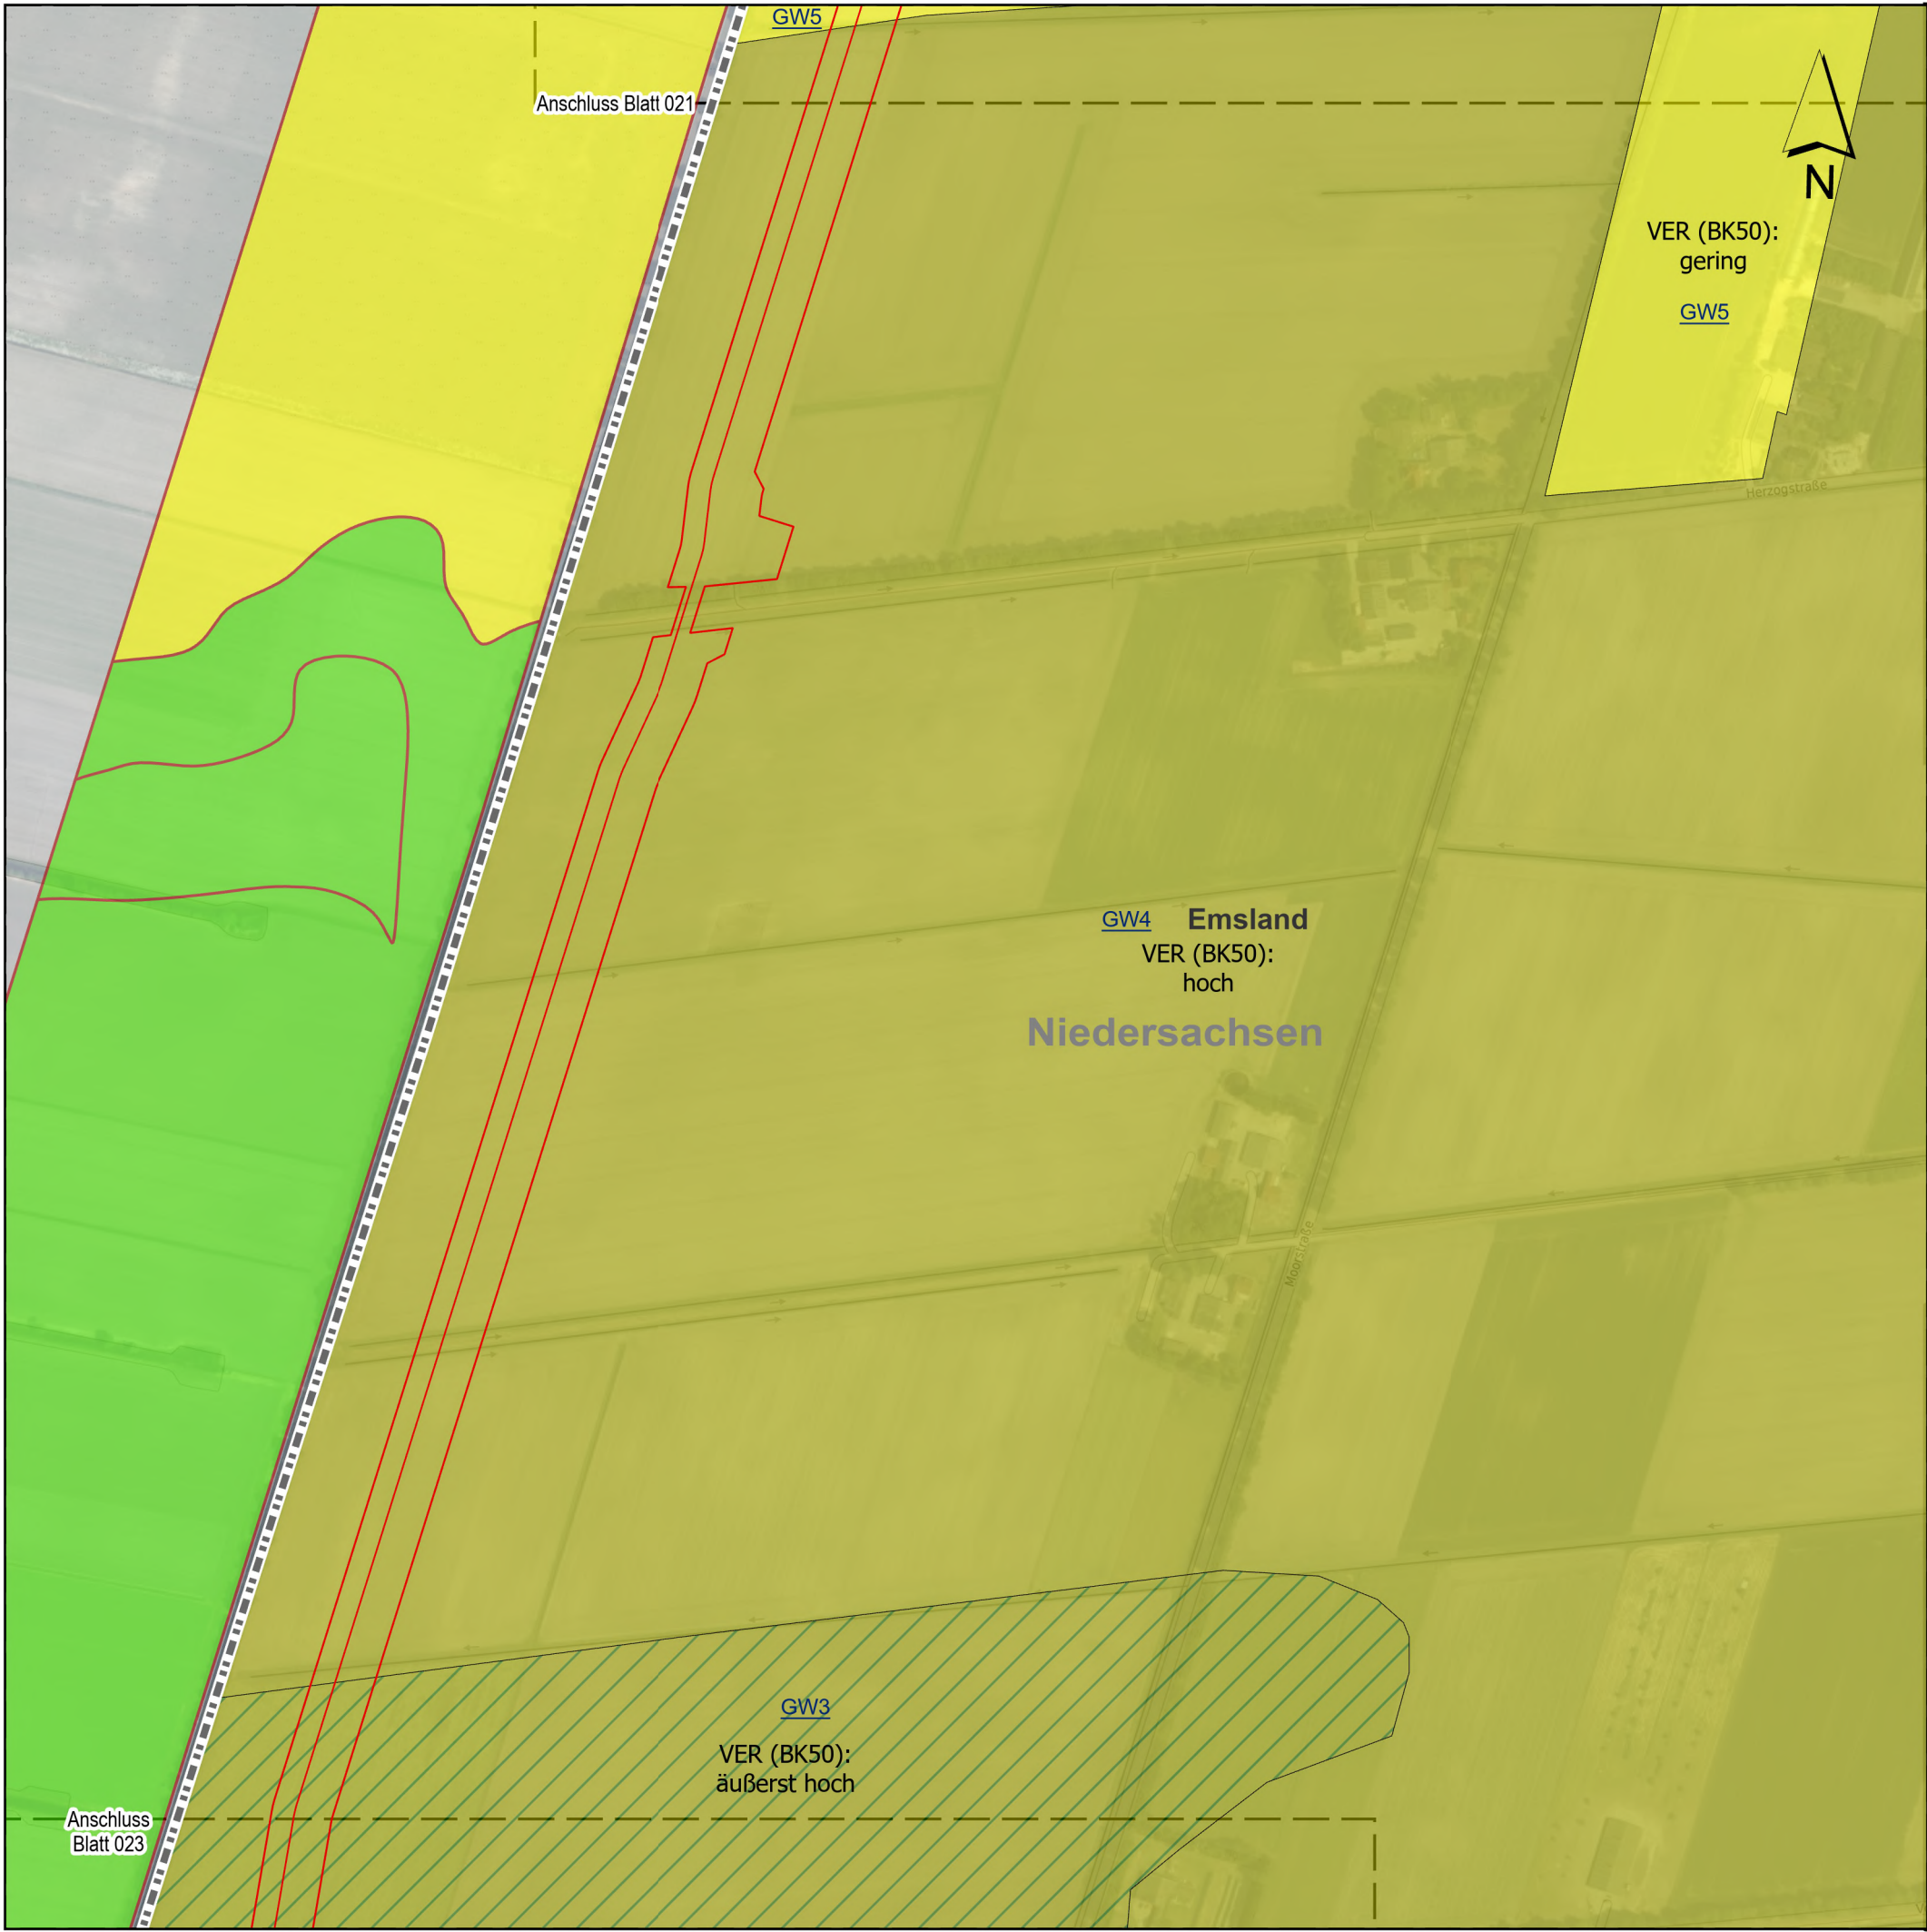 GW5
Anschluss Blatt 021
N
VER (BK50):
gering
GW5
Herzogstraße
GW4 Emsland
VER (BK50):
hoch
Niedersachsen
Moorstraße
GW3
VER (BK50):
äußerst hoch
Anschluss
Blatt 023